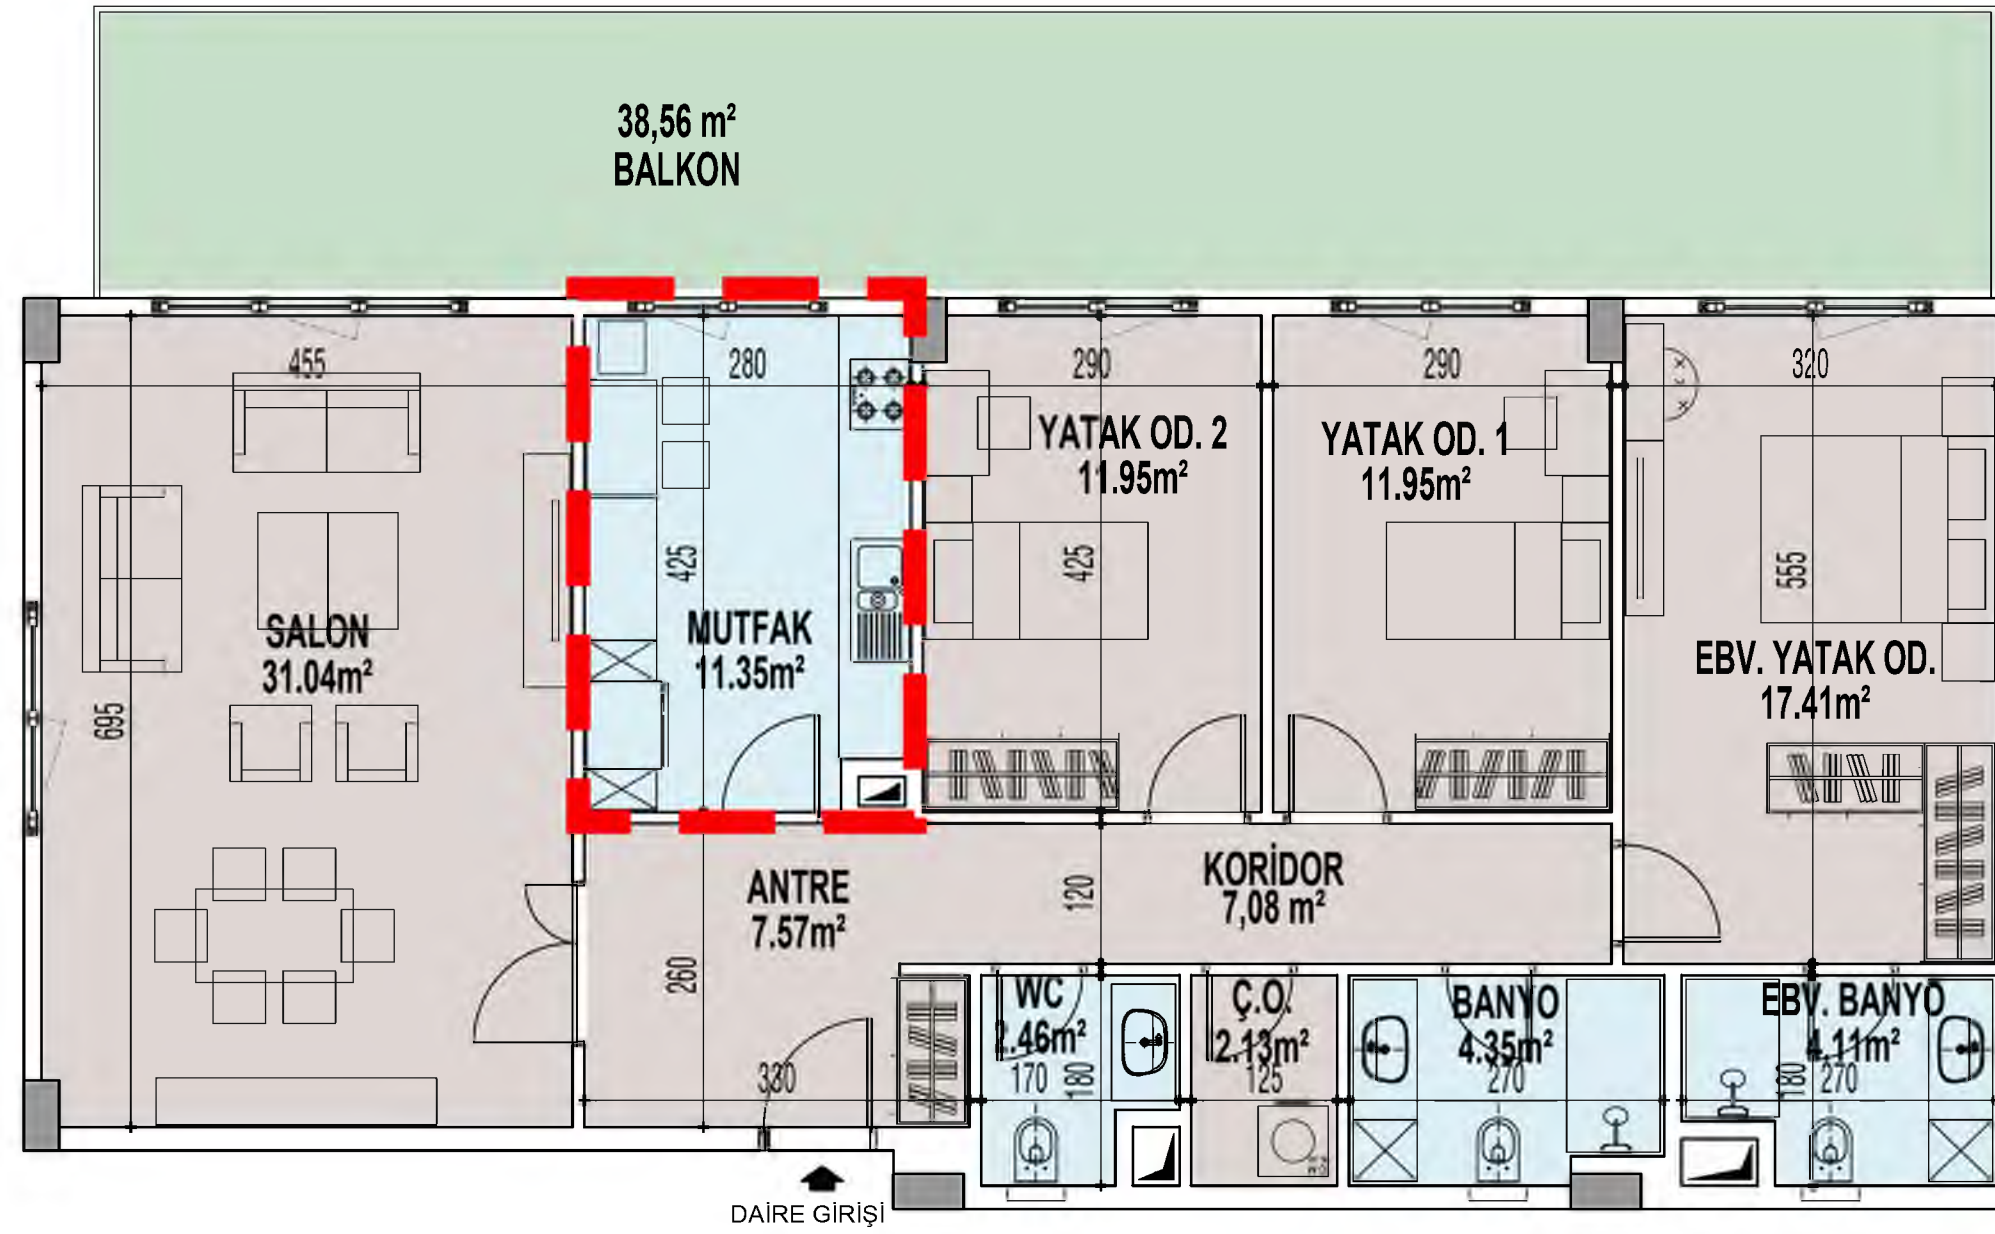 38,56 m²
BALKON
455
280
290
290
320
YATAK OD. 2
11.95m²
YATAK OD. 1
11.95m²
425
425
555
SALON
31.04m²
MUTFAK
11.35m²
EBV. YATAK OD.
17.41m²
695
ANTRE
7.57m²
KORİDOR
7,08 m²
120
260
WC
2.46m²
Ç.O.
2.13m²
BANYO
4.35m²
EBV. BANYO
4.11m²
330
170
180
125
270
180
270
DAİRE GİRİŞİ